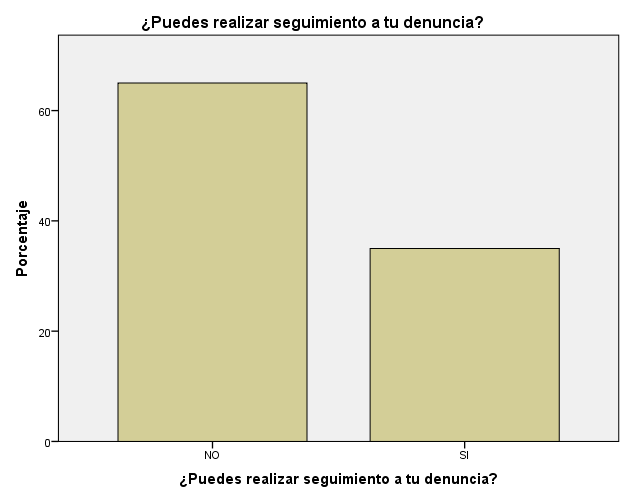 ¿Puedes realizar seguimiento a tu denuncia?
Porcentaje
60
40
20
0
NO
SI
¿Puedes realizar seguimiento a tu denuncia?